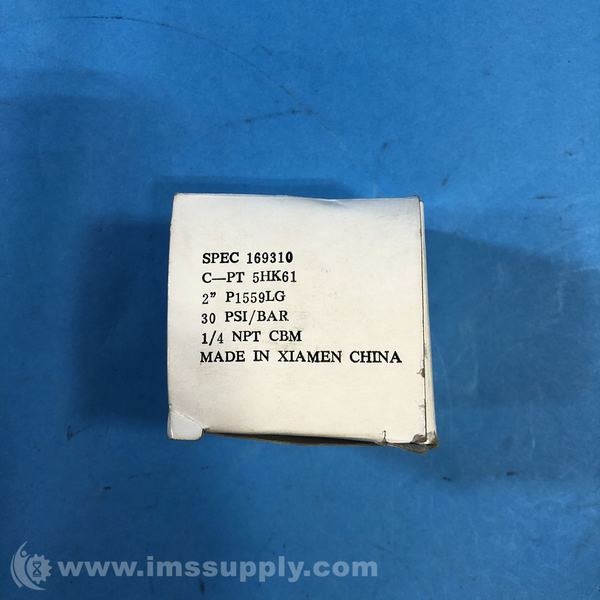 SPEC 169310
C—PT 5HK61
2" P1559LG
30 PSI/BAR
1/4 NPT CBM
MADE IN XIAMEN CHINA
www.imssupply.com